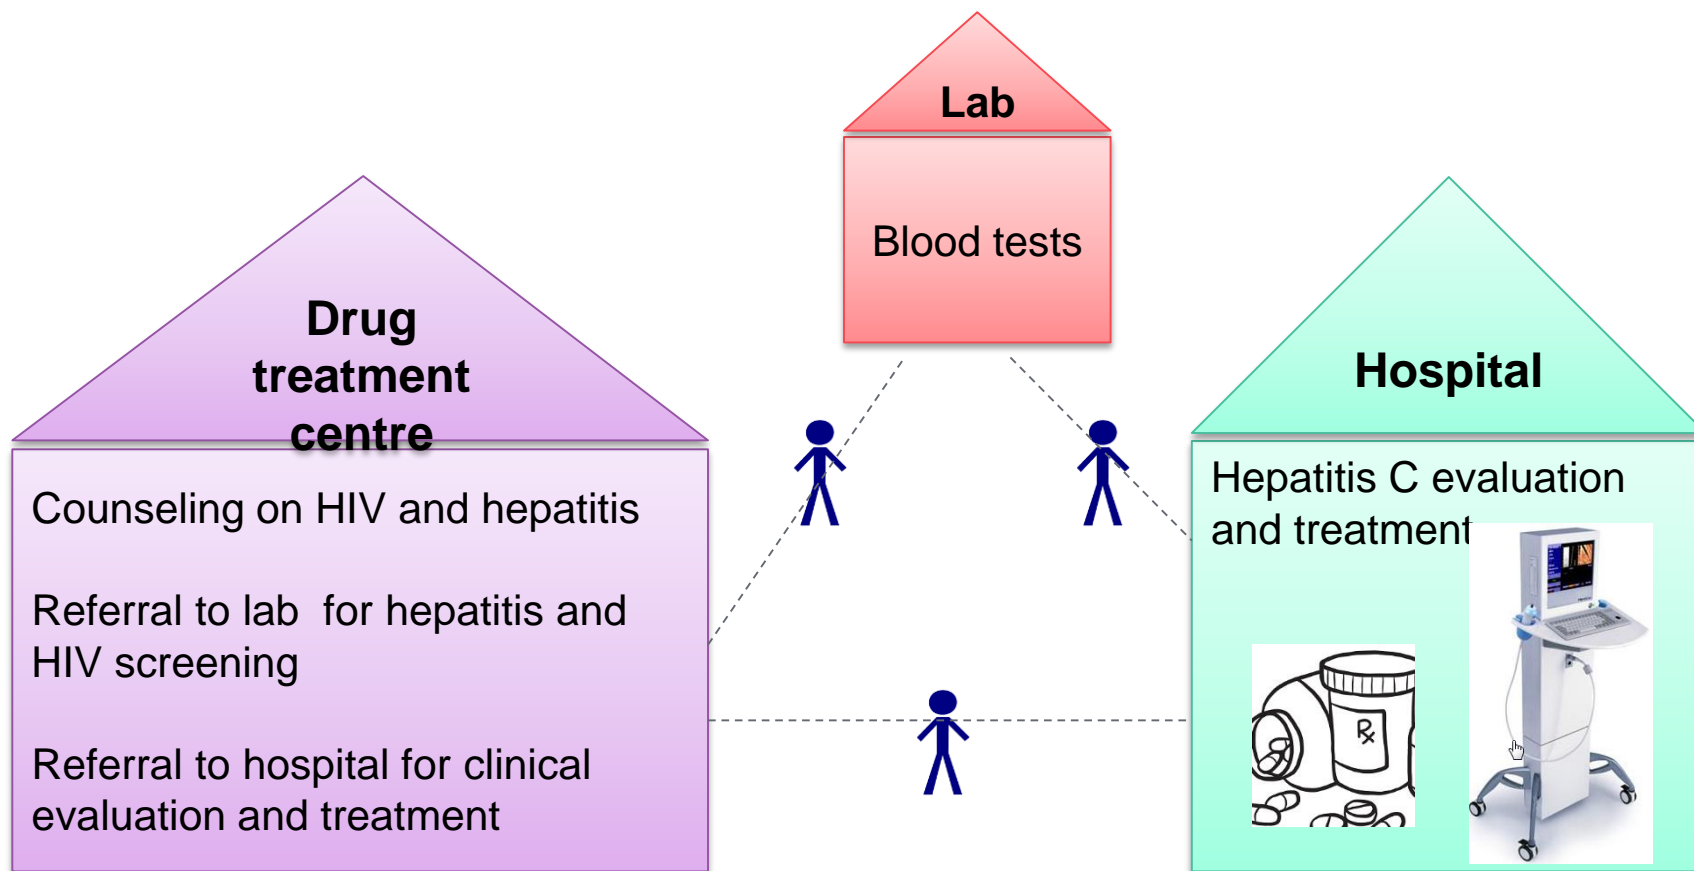 Lab
Blood tests
Drug
treatment
centre
Counseling on HIV and hepatitis
Referral to lab  for hepatitis and
HIV screening
Referral to hospital for clinical
evaluation and treatment
Hospital
Hepatitis C evaluation
and treatment
Rx